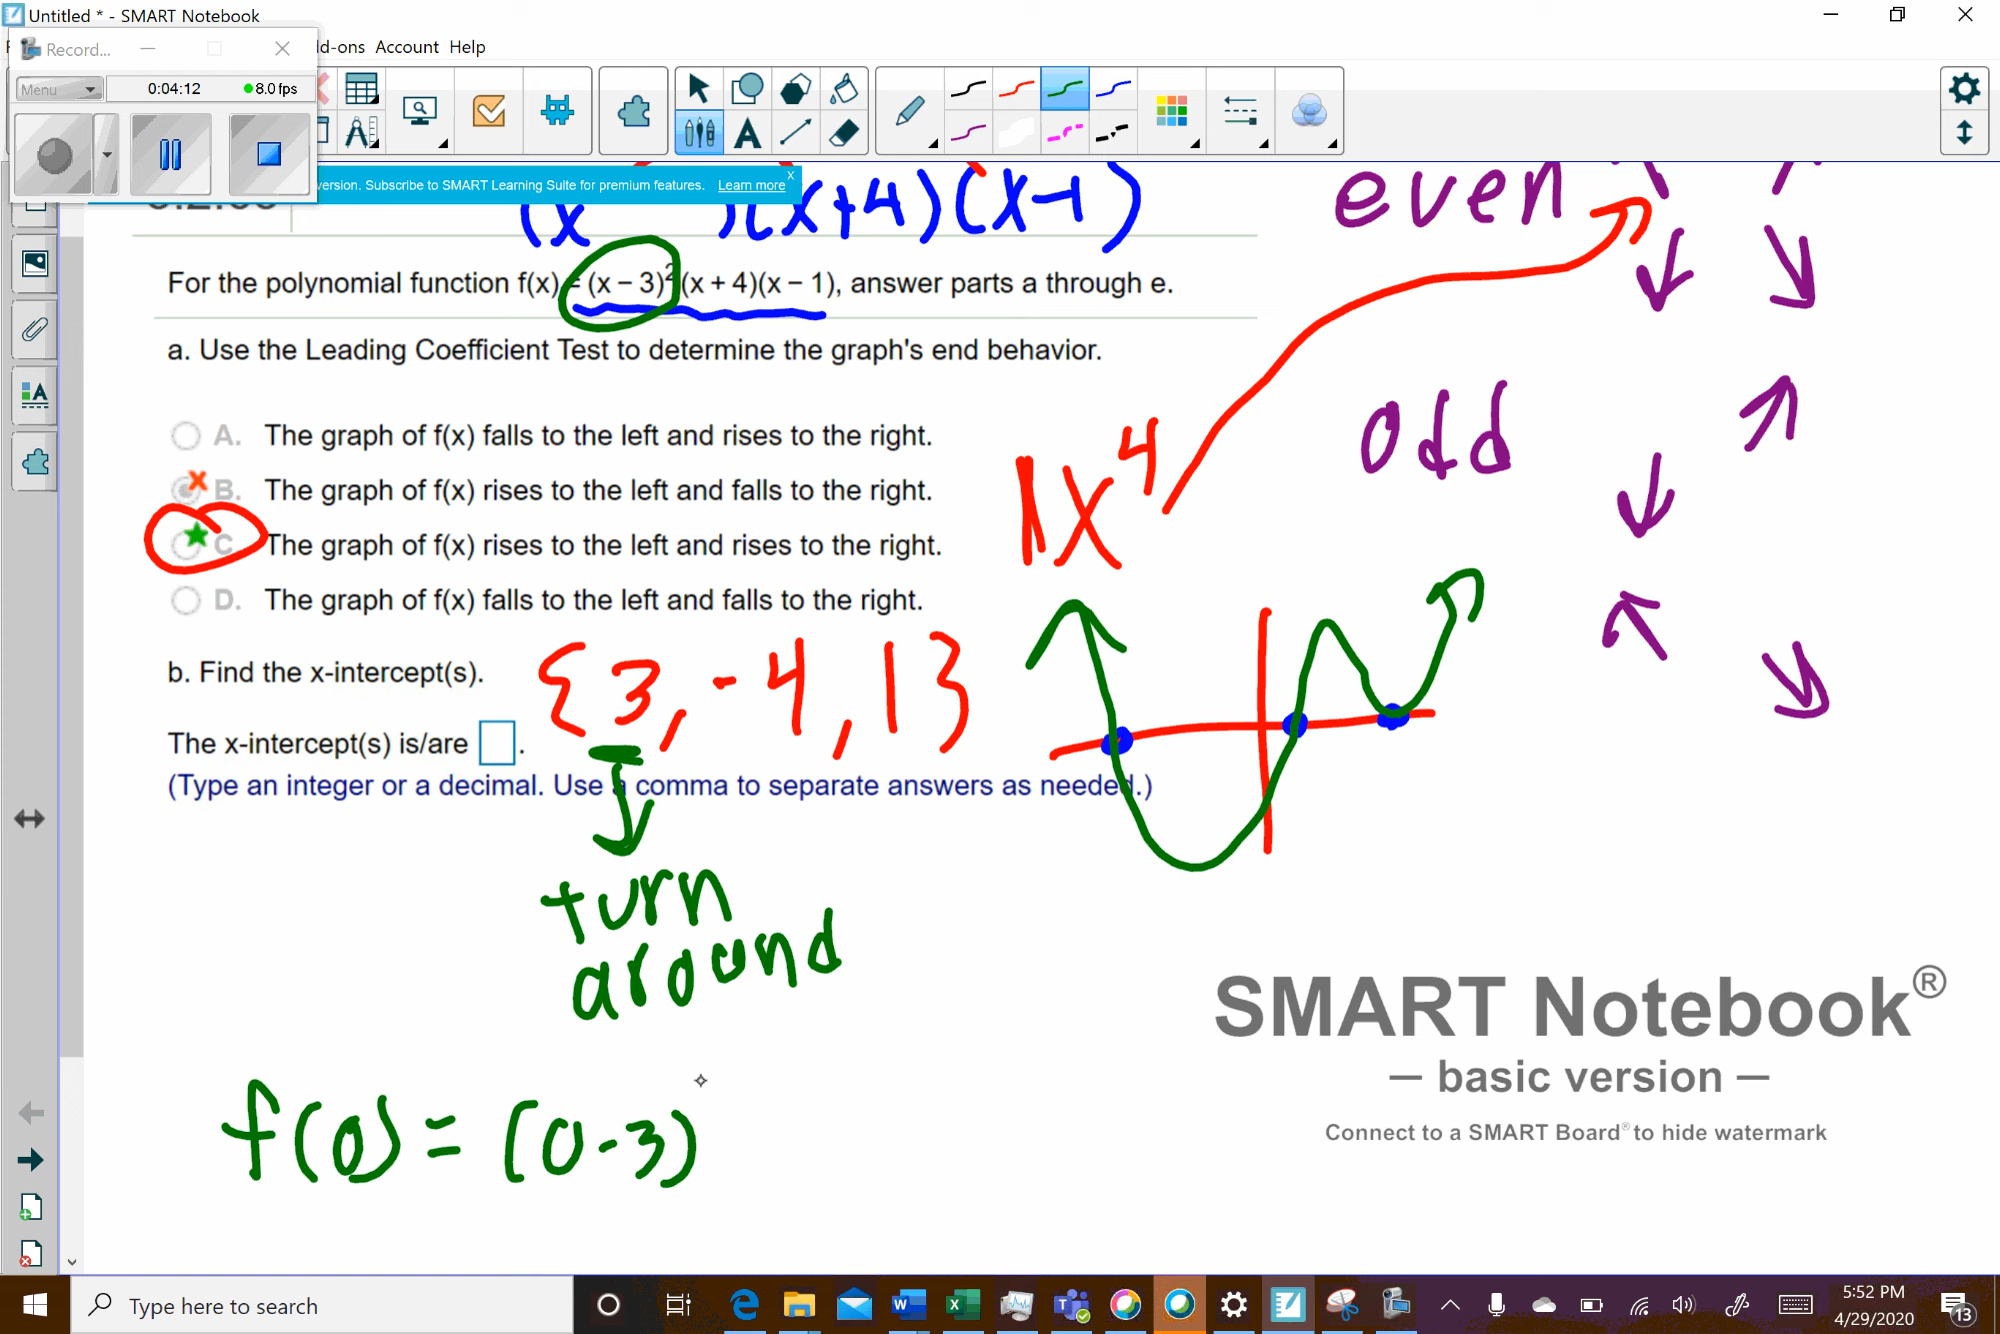 Untitled * - SMART Notebook
Record...
dd-ons Account Help
Menu
0:04:12
8.0 fps
version. Subscribe to SMART Learning Suite for premium features. Learn more x
(x )(x+4)(x-1)
even
For the polynomial function f(x) = (x − 3)²(x + 4)(x − 1), answer parts a through e.
a. Use the Leading Coefficient Test to determine the graph's end behavior.
A. The graph of f(x) falls to the left and rises to the right.
B. The graph of f(x) rises to the left and falls to the right.
C The graph of f(x) rises to the left and rises to the right.
D. The graph of f(x) falls to the left and falls to the right.
1x⁴
odd
b. Find the x-intercept(s).
{3, -4, 1}
The x-intercept(s) is/are .
(Type an integer or a decimal. Use a comma to separate answers as needed.)
turn
around
f(0) = (0-3)
SMART Notebook®
— basic version —
Connect to a SMART Board® to hide watermark
Type here to search
5:52 PM
4/29/2020
13